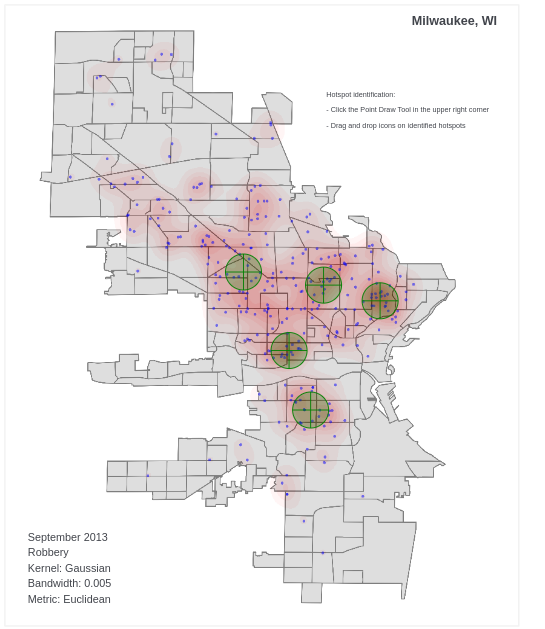 Milwaukee, WI
Hotspot identification:
- Click the Point Draw Tool in the upper right corner
- Drag and drop icons on identified hotspots
September 2013
Robbery
Kernel: Gaussian
Bandwidth: 0.005
Metric: Euclidean